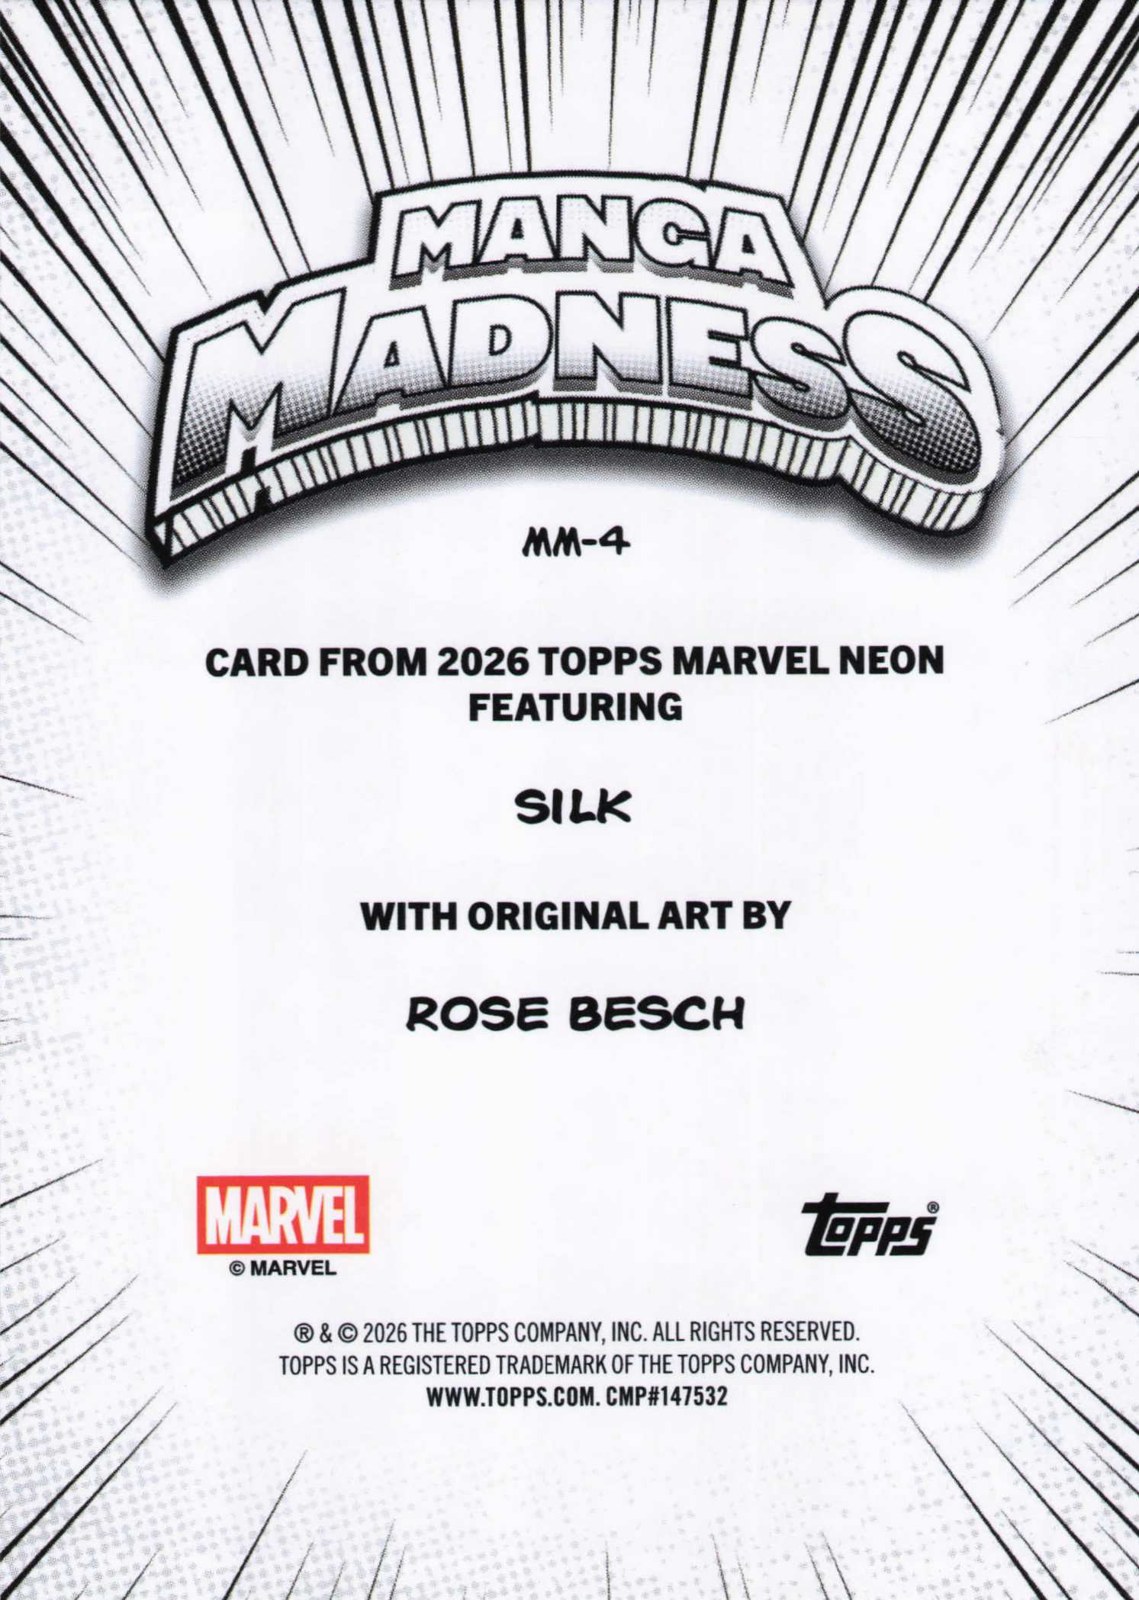 MANGA
MADNESS
MM-4
CARD FROM 2026 TOPPS MARVEL NEON
FEATURING
SILK
WITH ORIGINAL ART BY
ROSE BESCH
MARVEL
© MARVEL
topps®
® & © 2026 THE TOPPS COMPANY, INC. ALL RIGHTS RESERVED.
TOPPS IS A REGISTERED TRADEMARK OF THE TOPPS COMPANY, INC.
WWW.TOPPS.COM. CMP#147532